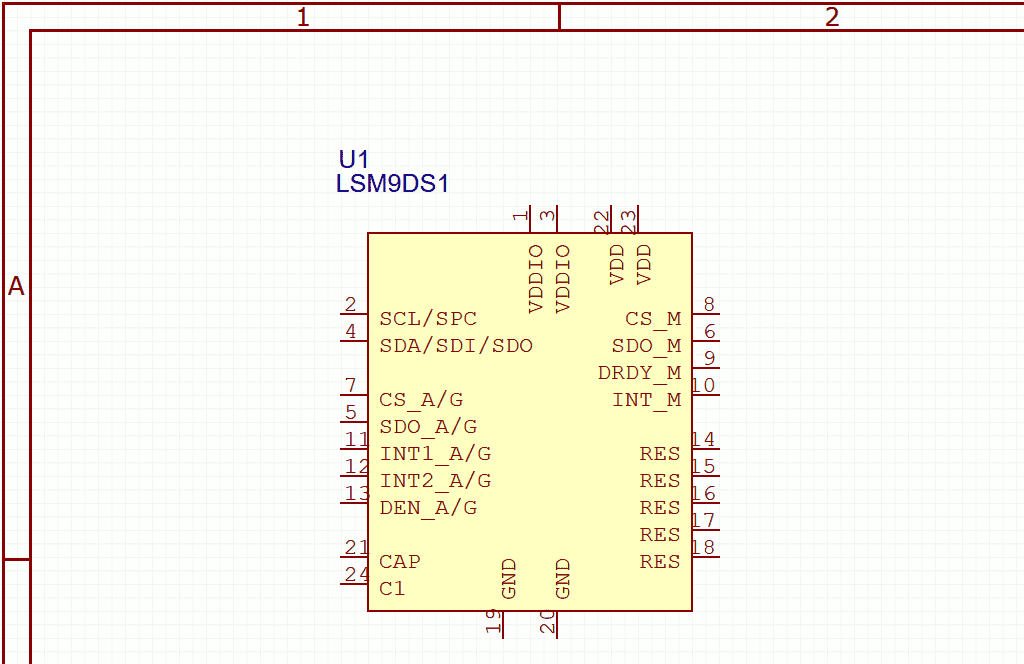 1 2
A
U1
LSM9DS1
1 3 22 23
VDDIO VDDIO VDD VDD
2 SCL/SPC CS_M 8
4 SDA/SDI/SDO SDO_M 6
DRDY_M 9
7 CS_A/G INT_M 10
5 SDO_A/G
11 INT1_A/G RES 14
12 INT2_A/G RES 15
13 DEN_A/G RES 16
RES 17
21 CAP RES 18
24 C1
GND GND
19 20